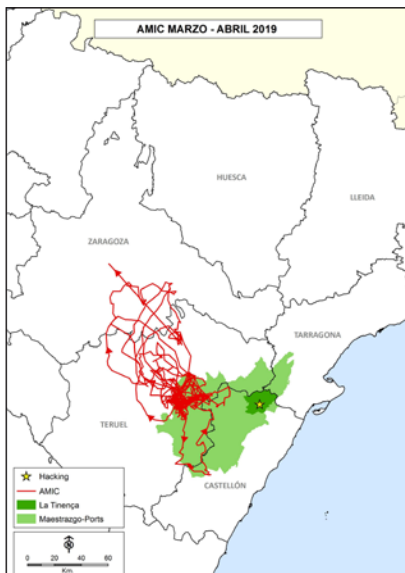 AMIC MARZO - ABRIL 2019
HUESCA
LLEIDA
ZARAGOZA
TARRAGONA
TERUEL
CASTELLÓN
Hacking
AMIC
La Tinença
Maestrazgo-Ports
0 10 20 40 60
Km.